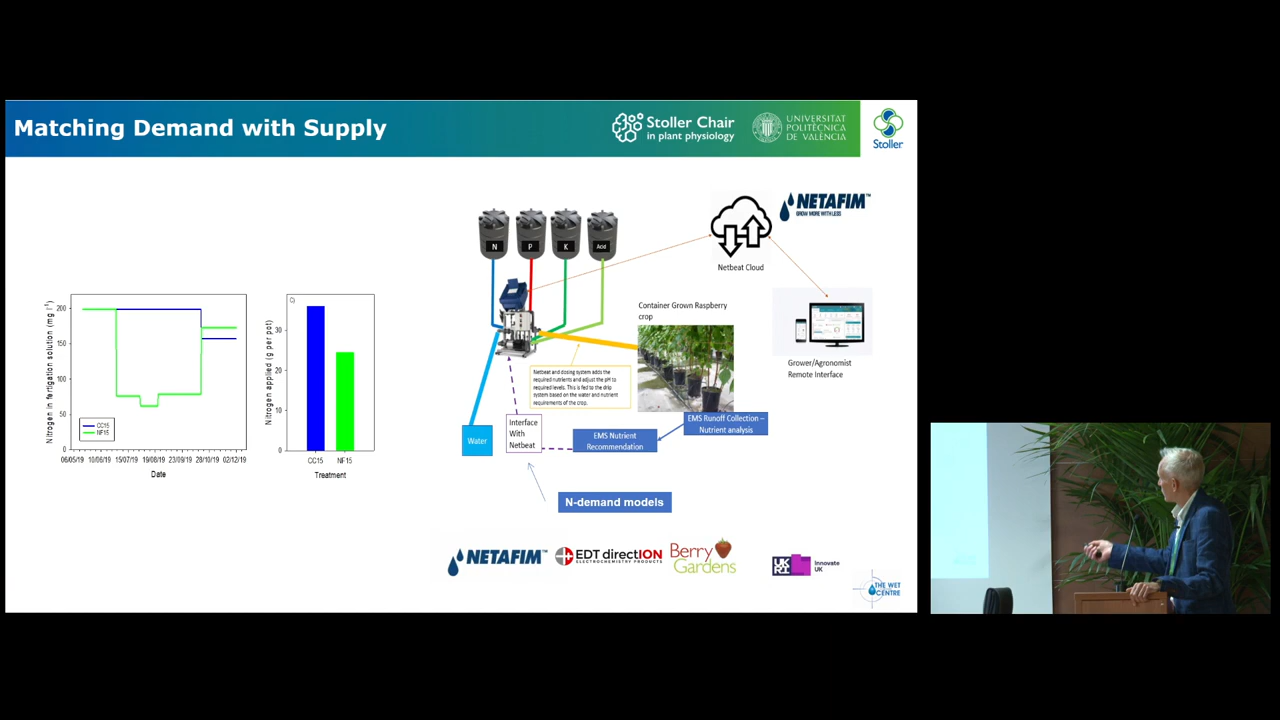 Matching Demand with Supply
Stoller Chair
in plant physiology
UNIVERSITAT
POLITÈCNICA
DE VALÈNCIA
Stoller
NETAFIM™
GROW MORE WITH LESS
N
P
K
Acid
Netbeat Cloud
Container Grown Raspberry
crop
Grower/Agronomist
Remote Interface
Netbeat and dosing system adds the
required nutrients and adjust the pH to
required levels. This is fed to the drip
system based on the water and nutrient
requirements of the crop.
EMS Runoff Collection –
Nutrient analysis
Interface
With
Netbeat
EMS Nutrient
Recommendation
Water
N-demand models
Nitrogen in fertigation solution (mg l⁻¹)
200
150
100
50
0
CC15
NF15
06/05/19 10/06/19 15/07/19 19/08/19 23/09/19 28/10/19 02/12/19
Date
C)
Nitrogen applied (g per pot)
30
20
10
0
CC15
NF15
Treatment
NETAFIM™
EDT directION
ELECTROCHEMISTRY PRODUCTS
Berry
Gardens
UK
RI
Innovate
UK
THE WET
CENTRE